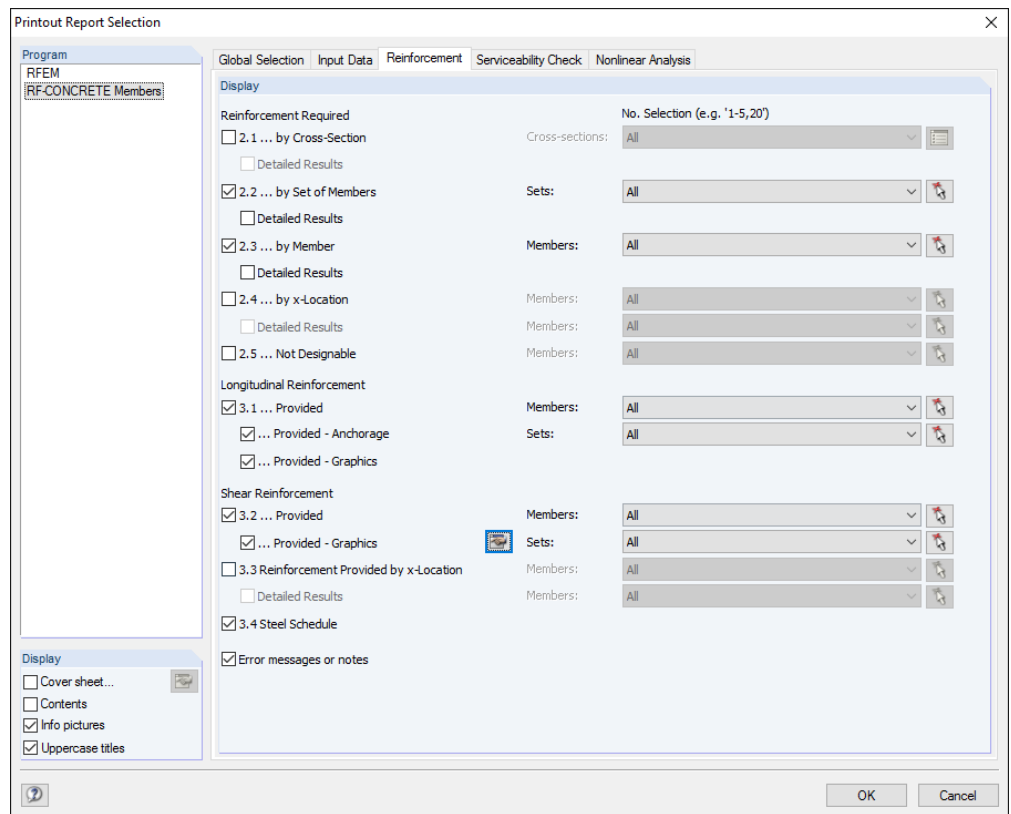 Printout Report Selection
Program
RFEM
RF-CONCRETE Members
Global Selection Input Data Reinforcement Serviceability Check Nonlinear Analysis
Display
Reinforcement Required No. Selection (e.g. '1-5,20')
2.1 ... by Cross-Section Cross-sections: All
Detailed Results
2.2 ... by Set of Members Sets: All
Detailed Results
2.3 ... by Member Members: All
Detailed Results
2.4 ... by x-Location Members: All
Detailed Results Members: All
2.5 ... Not Designable Members: All
Longitudinal Reinforcement
3.1 ... Provided Members: All
... Provided - Anchorage Sets: All
... Provided - Graphics
Shear Reinforcement
3.2 ... Provided Members: All
... Provided - Graphics Sets: All
3.3 Reinforcement Provided by x-Location Members: All
Detailed Results Members: All
3.4 Steel Schedule
Error messages or notes
Display
Cover sheet...
Contents
Info pictures
Uppercase titles
OK Cancel